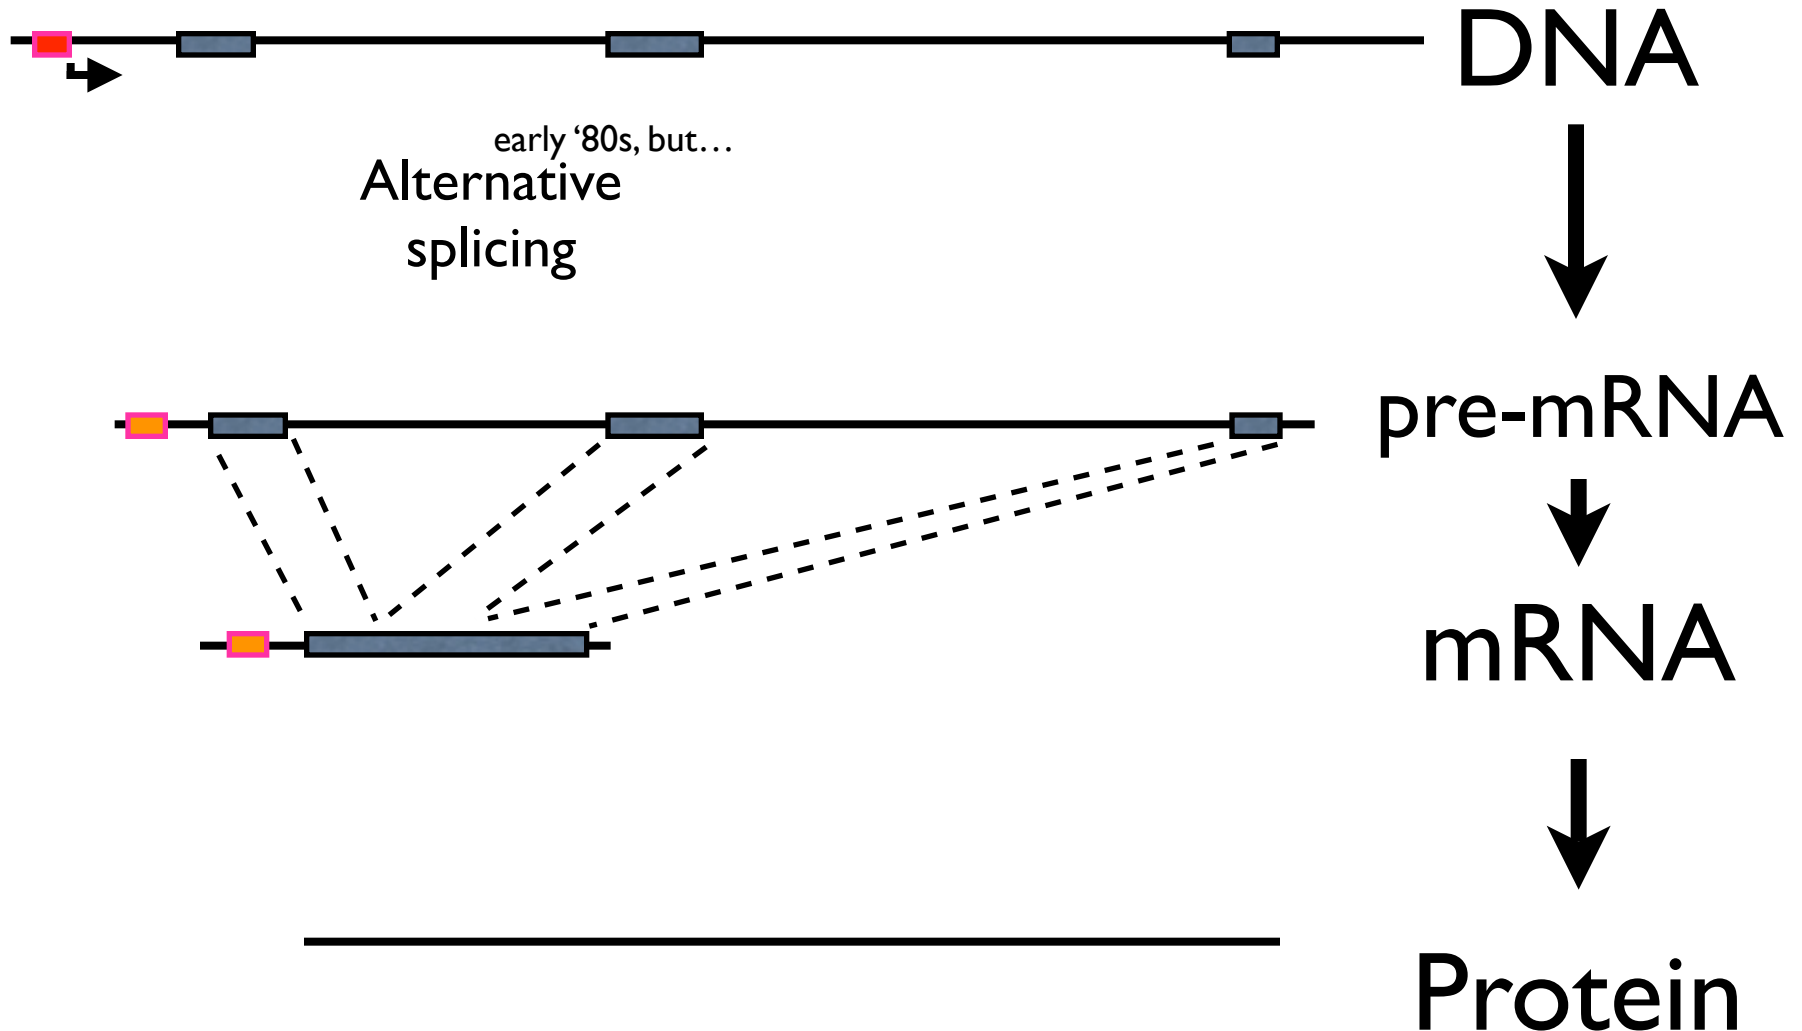 DNA
early ‘80s, but…
Alternative
splicing
pre-mRNA
mRNA
Protein